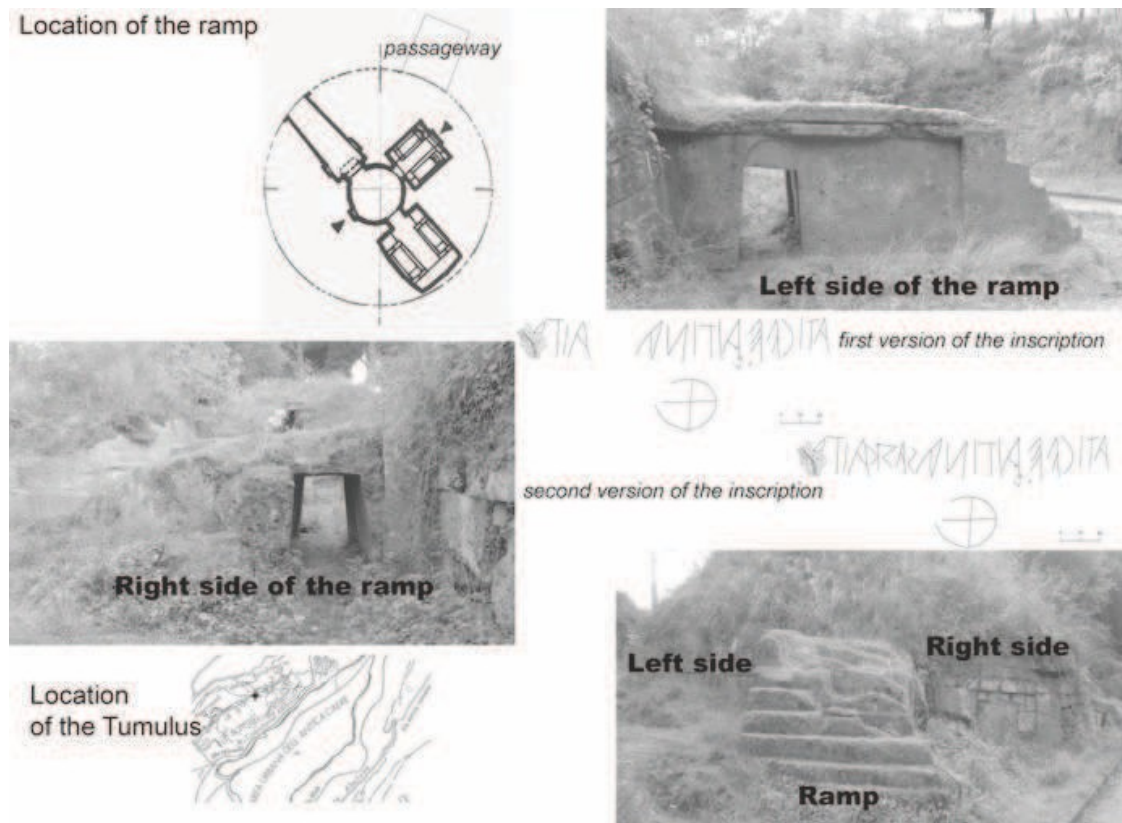 Location of the ramp
passageway
Left side of the ramp
first version of the inscription
second version of the inscription
Right side of the ramp
Left side
Right side
Location
of the Tumulus
Ramp